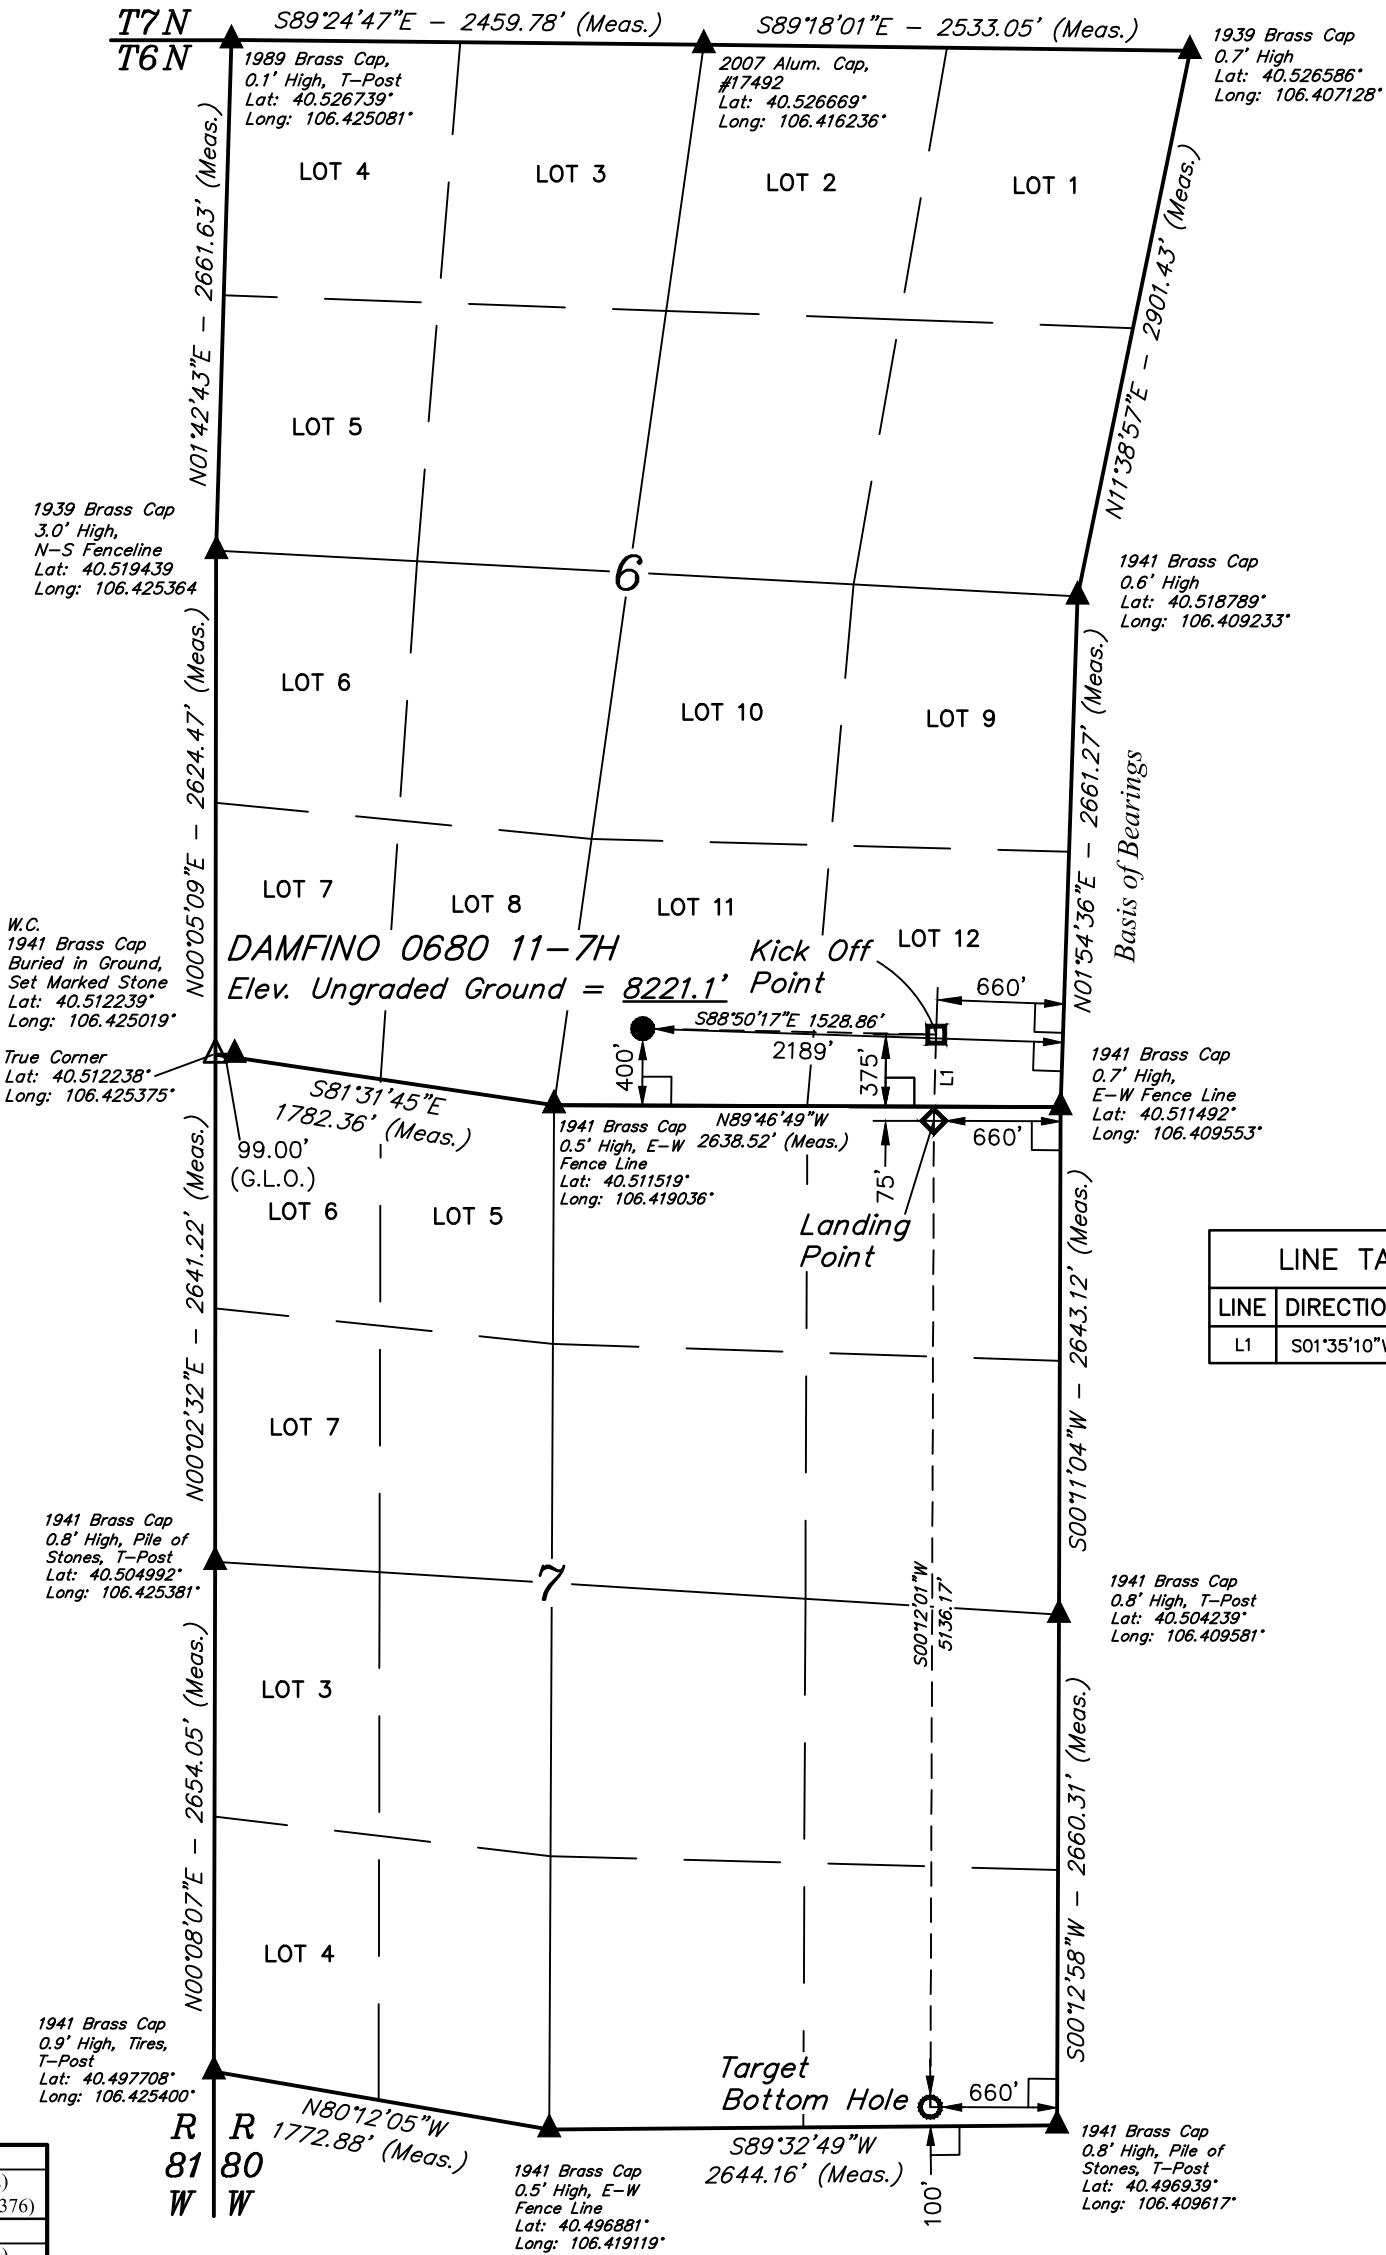 T7N
T6N
S89°24'47"E - 2459.78' (Meas.)
S89°18'01"E - 2533.05' (Meas.)
1989 Brass Cap,
0.1' High, T-Post
Lat: 40.526739°
Long: 106.425081°
2007 Alum. Cap,
#17492
Lat: 40.526669°
Long: 106.416236°
1939 Brass Cap
0.7' High
Lat: 40.526586°
Long: 106.407128°
LOT 4
LOT 3
LOT 2
LOT 1
N01°42'43"E - 2661.63' (Meas.)
N11°38'57"E - 2901.43' (Meas.)
LOT 5
1939 Brass Cap
3.0' High,
N-S Fenceline
Lat: 40.519439
Long: 106.425364
6
1941 Brass Cap
0.6' High
Lat: 40.518789°
Long: 106.409233°
LOT 6
LOT 10
LOT 9
N00°05'09"E - 2624.47' (Meas.)
N01°54'36"E - 2661.27' (Meas.)
Basis of Bearings
LOT 7
LOT 8
LOT 11
LOT 12
W.C.
1941 Brass Cap
Buried in Ground,
Set Marked Stone
Lat: 40.512239°
Long: 106.425019°
DAMFINO 0680 11-7H
Elev. Ungraded Ground = 8221.1'
Kick Off
Point
660'
S88°50'17"E 1528.86'
2189'
400'
375'
L1
True Corner
Lat: 40.512238°
Long: 106.425375°
1941 Brass Cap
0.7' High,
E-W Fence Line
Lat: 40.511492°
Long: 106.409553°
S81°31'45"E
1782.36' (Meas.)
99.00'
(G.L.O.)
1941 Brass Cap
0.5' High, E-W
Fence Line
Lat: 40.511519°
Long: 106.419036°
N89°46'49"W
2638.52' (Meas.)
660'
75'
Landing
Point
LOT 6
LOT 5
N00°02'32"E - 2641.22' (Meas.)
S00°11'04"W - 2643.12' (Meas.)
LINE TA
LINE
DIRECTIO
L1
S01°35'10"W
LOT 7
1941 Brass Cap
0.8' High, Pile of
Stones, T-Post
Lat: 40.504992°
Long: 106.425381°
7
1941 Brass Cap
0.8' High, T-Post
Lat: 40.504239°
Long: 106.409581°
S00°12'01"W
5136.17'
LOT 3
N00°08'07"E - 2654.05' (Meas.)
S00°12'58"W - 2660.31' (Meas.)
LOT 4
1941 Brass Cap
0.9' High, Tires,
T-Post
Lat: 40.497708°
Long: 106.425400°
Target
Bottom Hole
660'
N80°12'05"W
1772.88' (Meas.)
S89°32'49"W
2644.16' (Meas.)
100'
R R
81 80
W W
1941 Brass Cap
0.5' High, E-W
Fence Line
Lat: 40.496881°
Long: 106.419119°
1941 Brass Cap
0.8' High, Pile of
Stones, T-Post
Lat: 40.496939°
Long: 106.409617°
376)